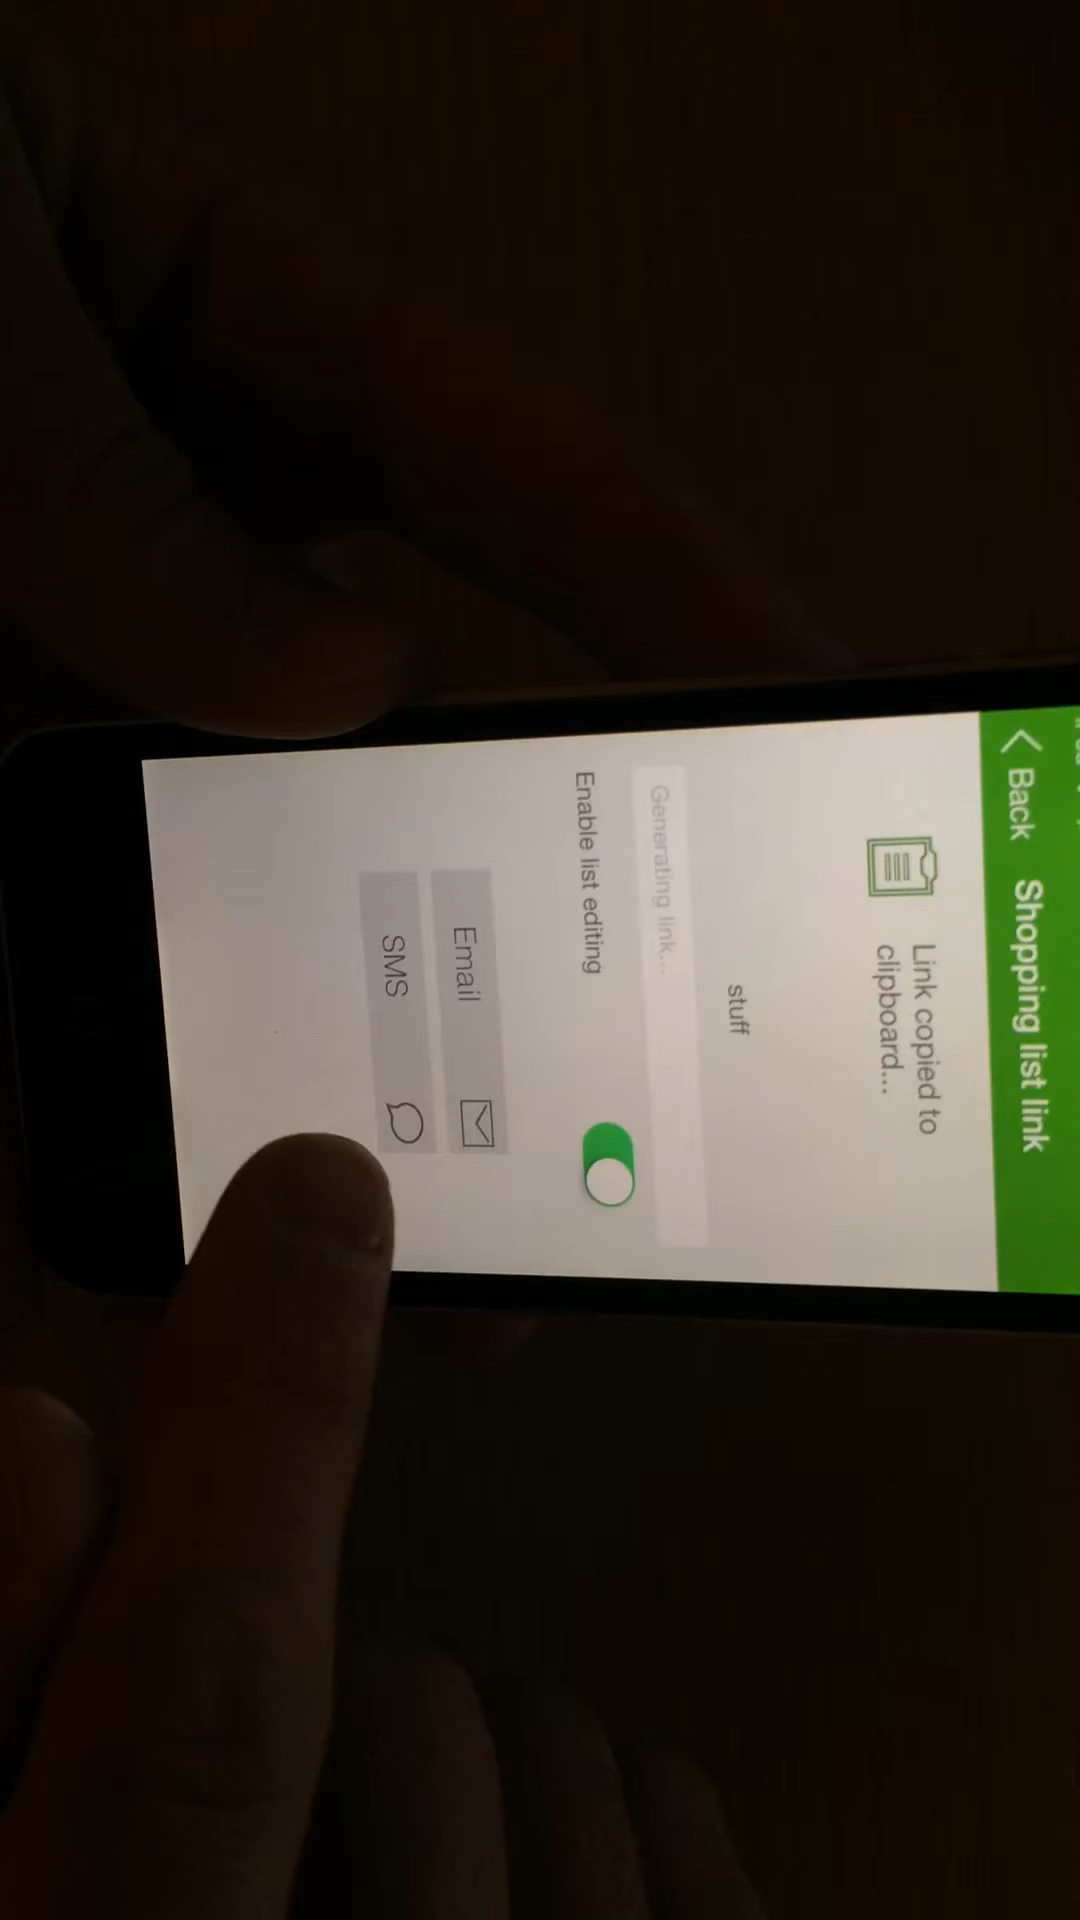 Back Shopping list link
Link copied to
clipboard...
stuff
Generating link...
Enable list editing
Email
SMS